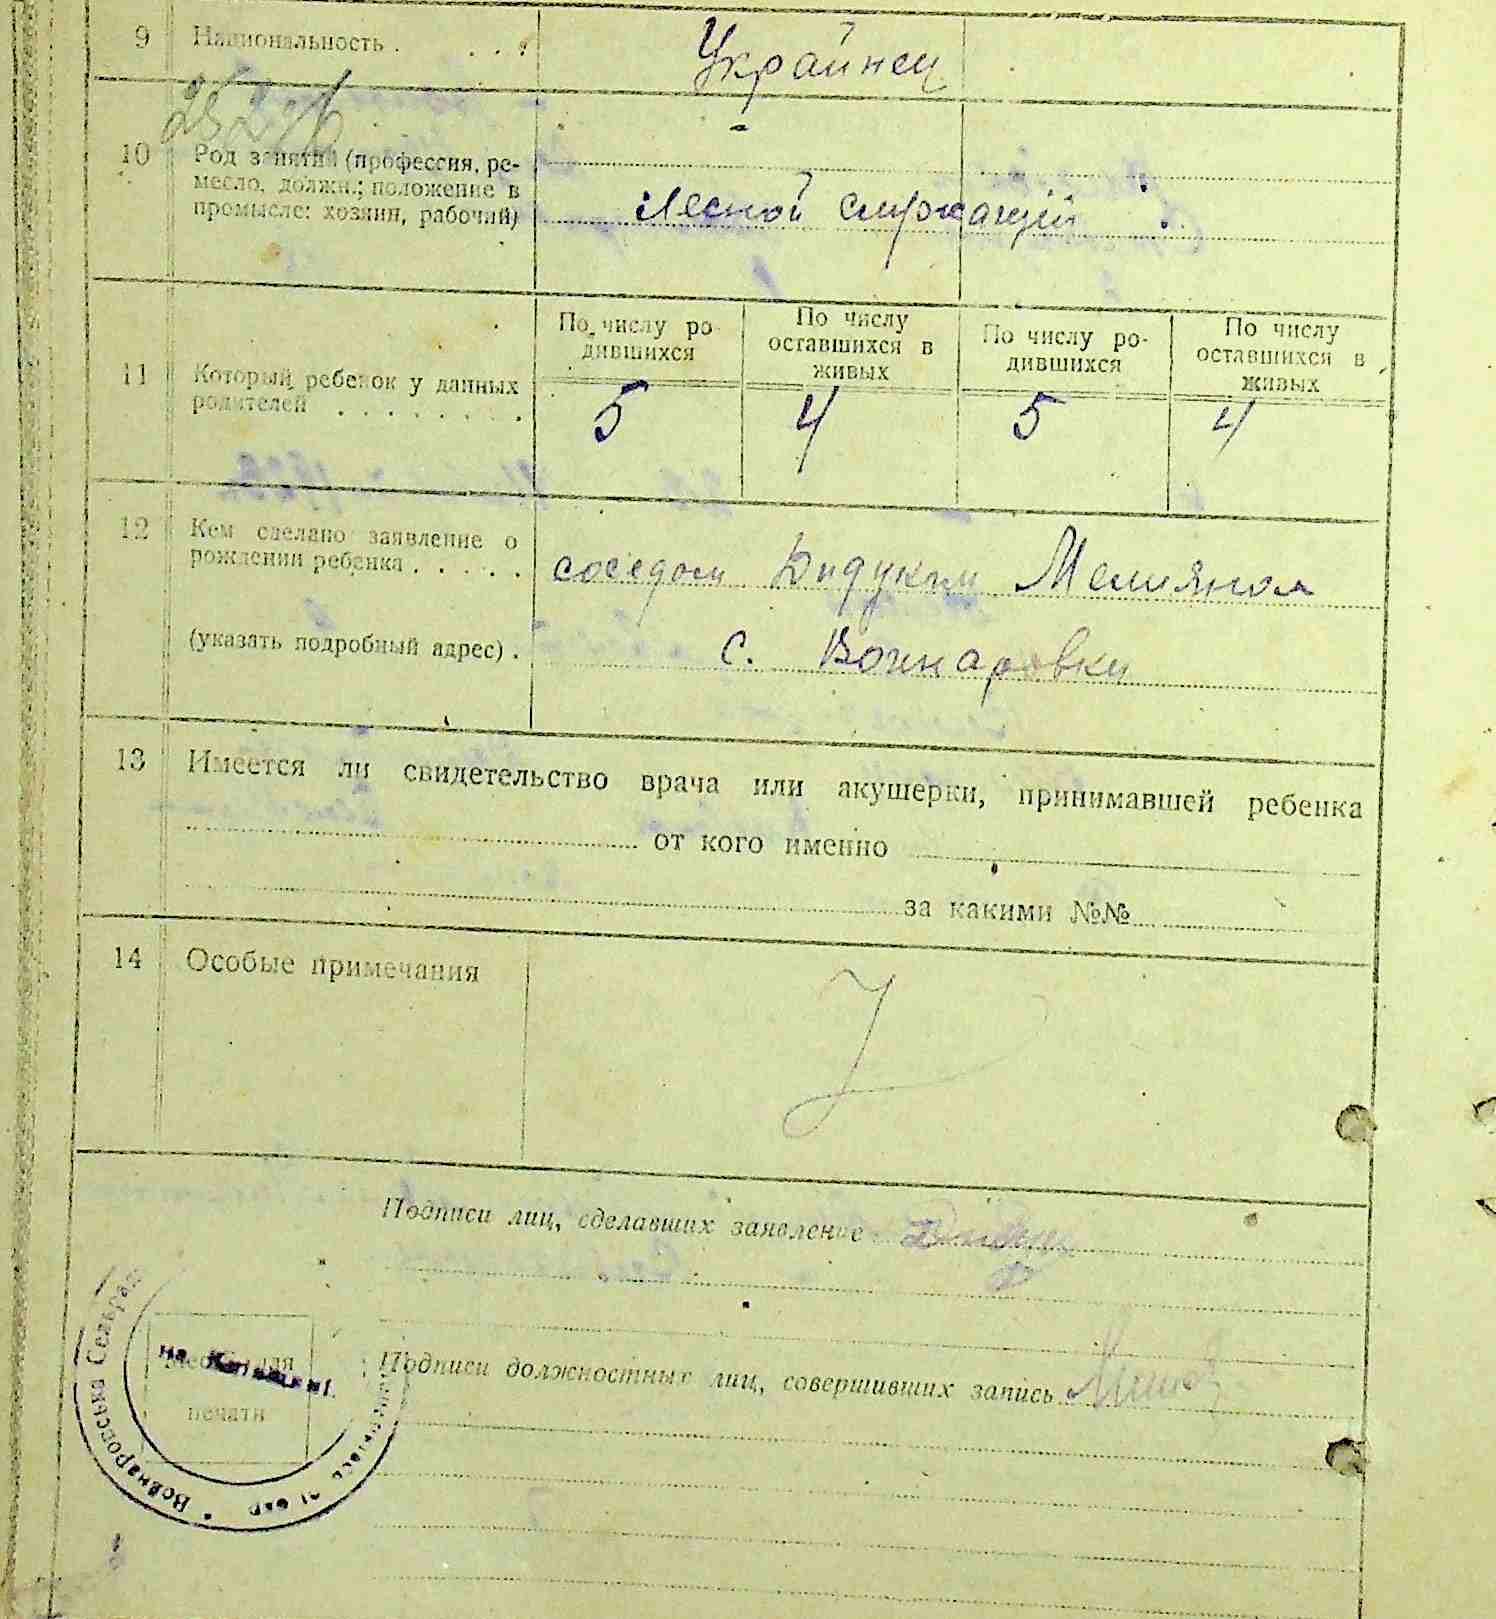 9 Национальность . . . . Украинец
2526
10 Род занятий (профессия, ре-
месло, должн.; положение в
промысле: хозяин, рабочий)
Лесной служащий
11 Который ребенок у данных
родителей . . . . . . . .
По числу ро-
дившихся
По числу
оставшихся в
живых
По числу ро-
дившихся
По числу
оставшихся в
живых
5 4 5 4
12 Кем сделано заявление о
рождении ребенка . . . . .
соседом Дидуком
(указать подробный адрес) .
с.
13 Имеется ли свидетельство врача или акушерки, принимавшей ребенка
от кого именно
за какими №№
14 Особые примечания
Подписи лиц, сделавших заявление
Подписи должностных лиц, совершивших запись
Место для
печати
Сельрада